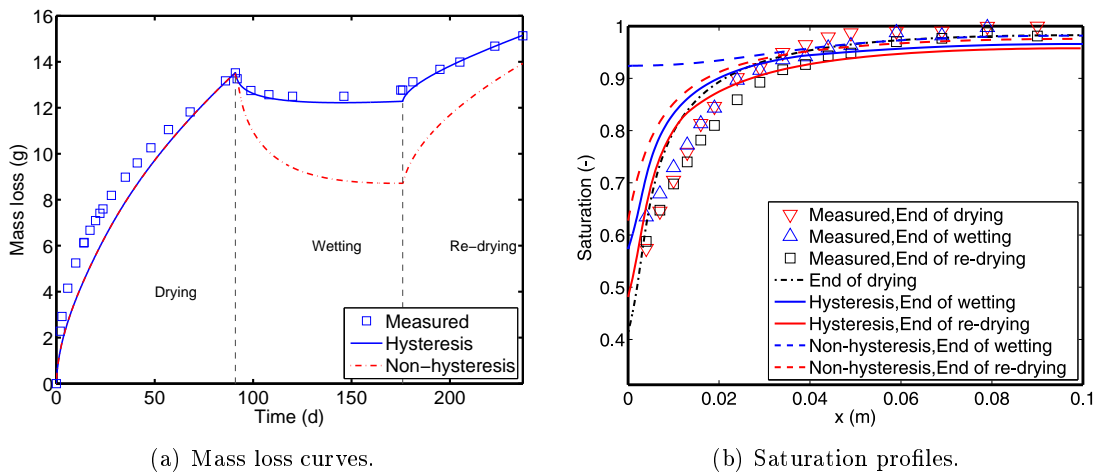 16
14
12
10
8
6
4
2
0
0
50
100
150
200
Mass loss (g)
Time (d)
Drying
Wetting
Re-drying
Measured
Hysteresis
Non-hysteresis
(a) Mass loss curves.
1
0.9
0.8
0.7
0.6
0.5
0.4
0
0.02
0.04
0.06
0.08
0.1
Saturation (-)
x (m)
Measured,End of drying
Measured,End of wetting
Measured,End of re-drying
End of drying
Hysteresis,End of wetting
Hysteresis,End of re-drying
Non-hysteresis,End of wetting
Non-hysteresis,End of re-drying
(b) Saturation profiles.